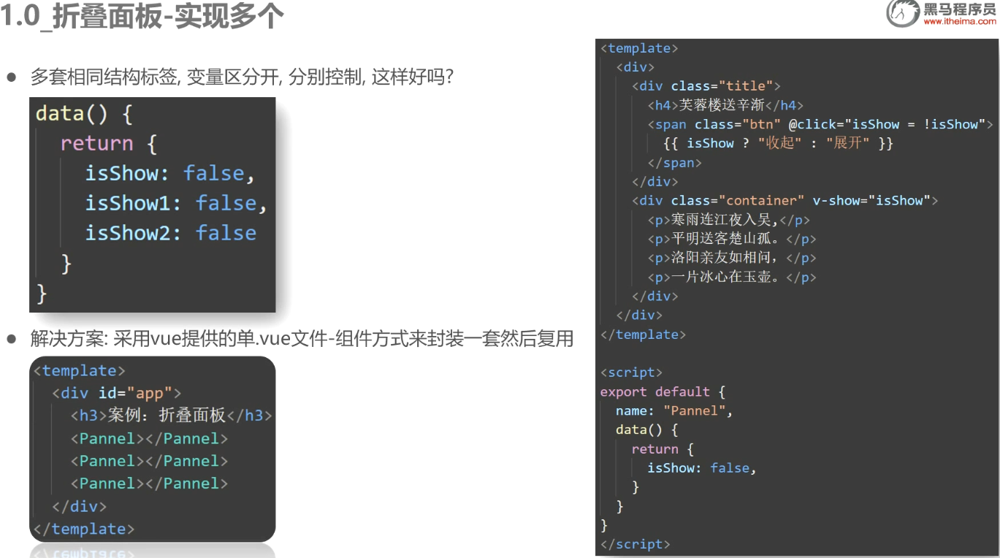 1.0_折叠面板-实现多个
黑马程序员
www.itheima.com
● 多套相同结构标签, 变量区分开, 分别控制, 这样好吗?
data() {
  return {
    isShow: false,
    isShow1: false,
    isShow2: false
  }
}
● 解决方案: 采用vue提供的单.vue文件-组件方式来封装一套然后复用
<template>
  <div id="app">
    <h3>案例：折叠面板</h3>
    <Pannel></Pannel>
    <Pannel></Pannel>
    <Pannel></Pannel>
  </div>
</template>
<template>
  <div>
    <div class="title">
      <h4>芙蓉楼送辛渐</h4>
      <span class="btn" @click="isShow = !isShow">
        {{ isShow ? "收起" : "展开" }}
      </span>
    </div>
    <div class="container" v-show="isShow">
      <p>寒雨连江夜入吴,</p>
      <p>平明送客楚山孤。</p>
      <p>洛阳亲友如相问，</p>
      <p>一片冰心在玉壶。</p>
    </div>
  </div>
</template>
<script>
export default {
  name: "Pannel",
  data() {
    return {
      isShow: false,
    }
  }
}
</script>